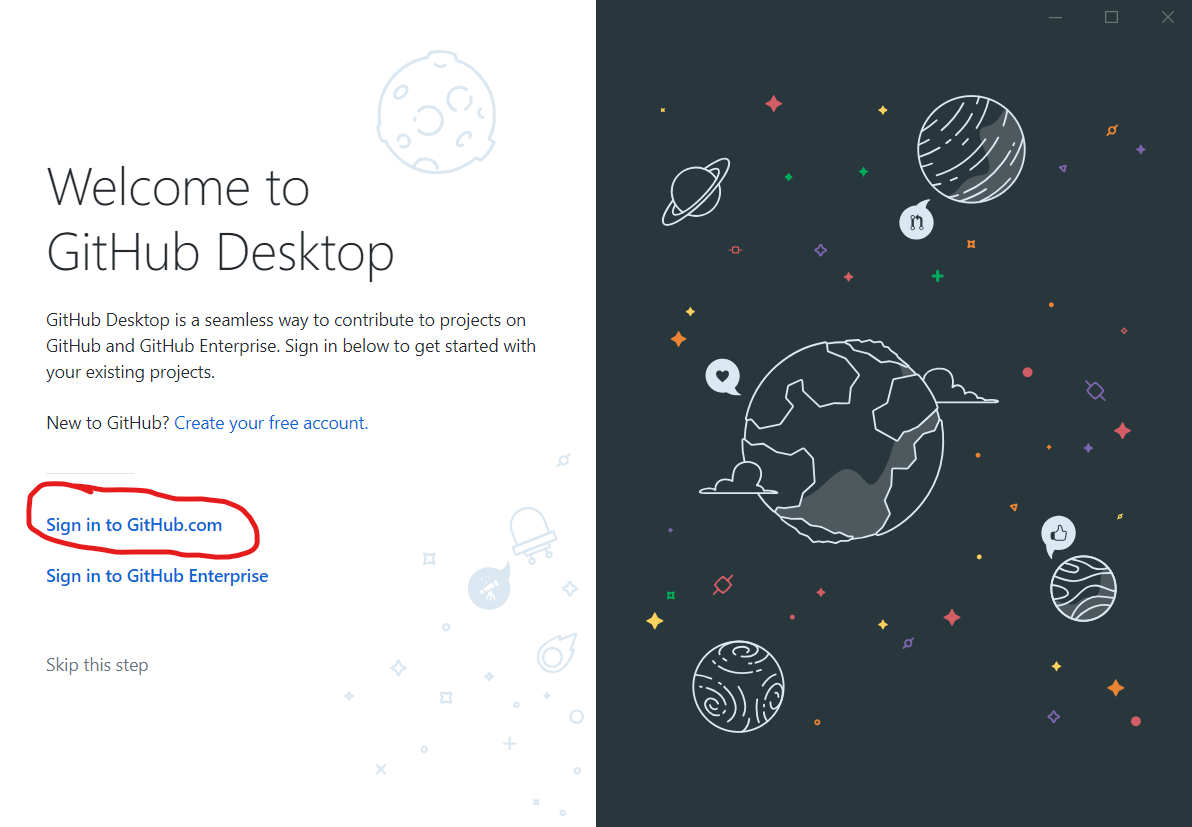 Welcome to
GitHub Desktop
GitHub Desktop is a seamless way to contribute to projects on
GitHub and GitHub Enterprise. Sign in below to get started with
your existing projects.
New to GitHub? Create your free account.
Sign in to GitHub.com
Sign in to GitHub Enterprise
Skip this step